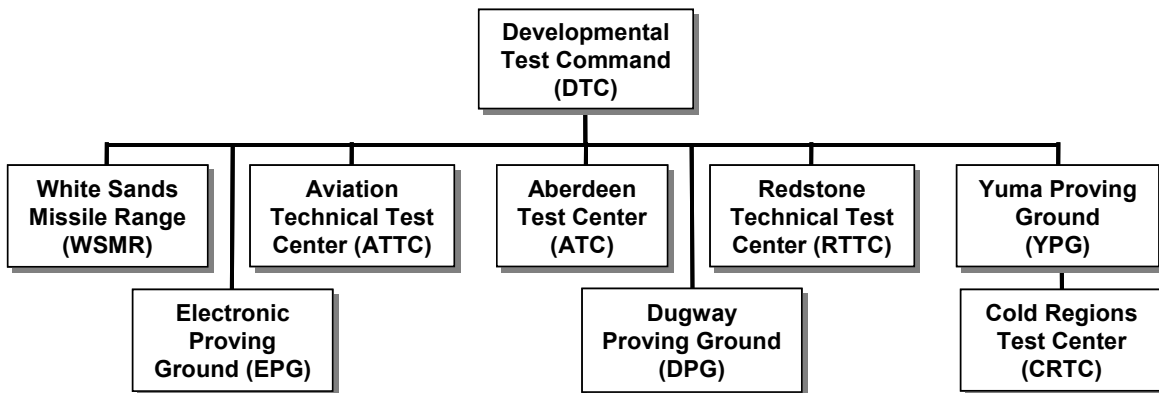 Developmental
Test Command
(DTC)
White Sands
Missile Range
(WSMR)
Aviation
Technical Test
Center (ATTC)
Aberdeen
Test Center
(ATC)
Redstone
Technical Test
Center (RTTC)
Yuma Proving
Ground
(YPG)
Electronic
Proving
Ground (EPG)
Dugway
Proving Ground
(DPG)
Cold Regions
Test Center
(CRTC)